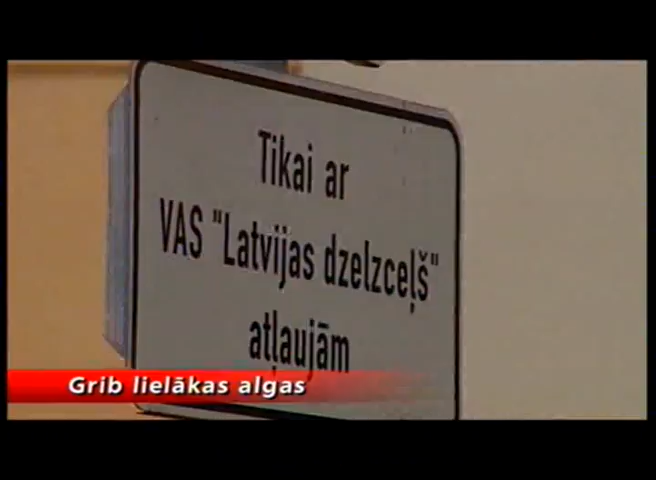 Tikai ar
VAS "Latvijas dzelzceļš"
atļaujām
Grib lielākas algas